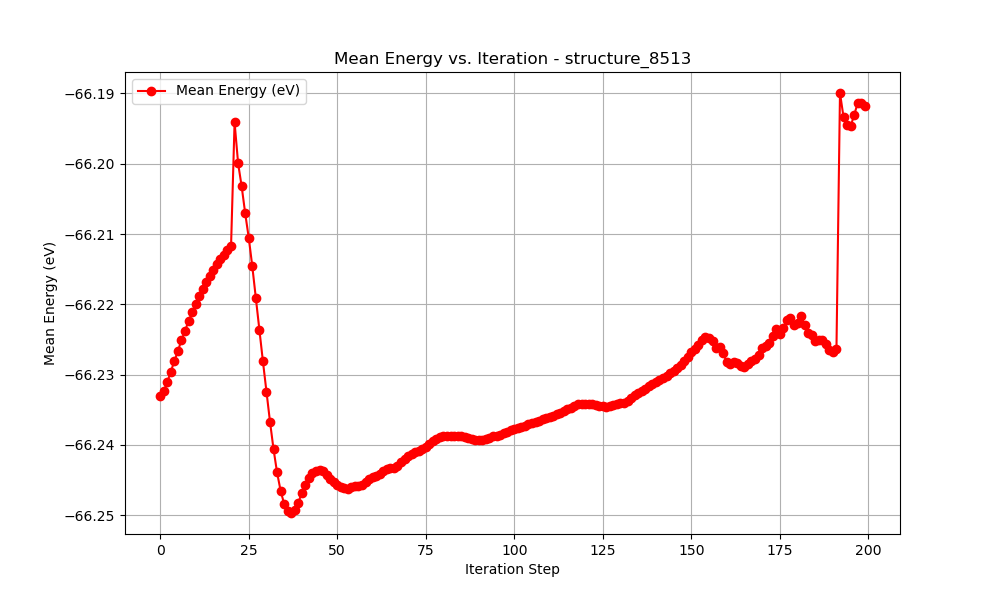 Mean Energy vs. Iteration - structure_8513
Mean Energy (eV)
−66.19
−66.20
−66.21
−66.22
−66.23
−66.24
−66.25
Mean Energy (eV)
0 25 50 75 100 125 150 175 200
Iteration Step